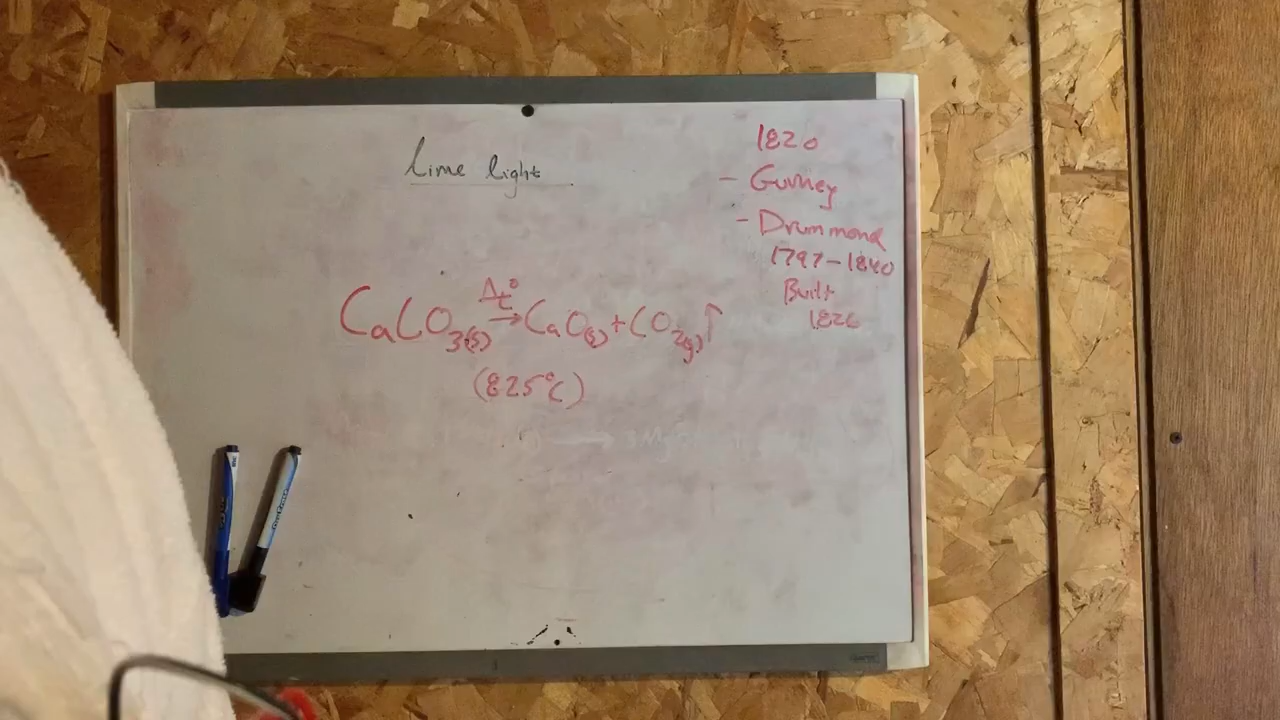 lime light
1820
- Gurney
- Drummond
1797-1840
Built
1826
CaCO3(s) Δt° → CaO(s) + CO2(g)↑
(825°C)